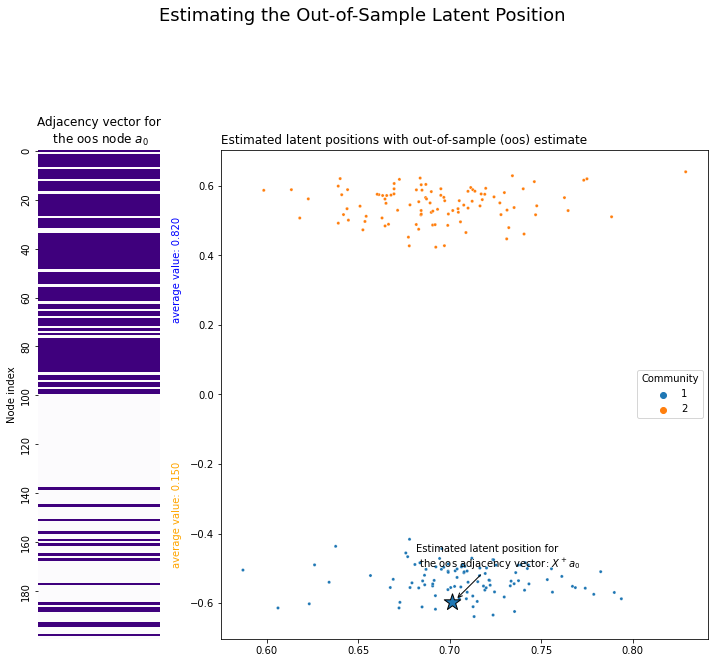 Estimating the Out-of-Sample Latent Position
Adjacency vector for
the oos node a₀
Node index
0
20
40
60
80
100
120
140
160
180
average value: 0.820
average value: 0.150
Estimated latent positions with out-of-sample (oos) estimate
0.6
0.4
0.2
0.0
−0.2
−0.4
−0.6
Community
1
2
Estimated latent position for
the oos adjacency vector: X⁺a₀
0.60
0.65
0.70
0.75
0.80